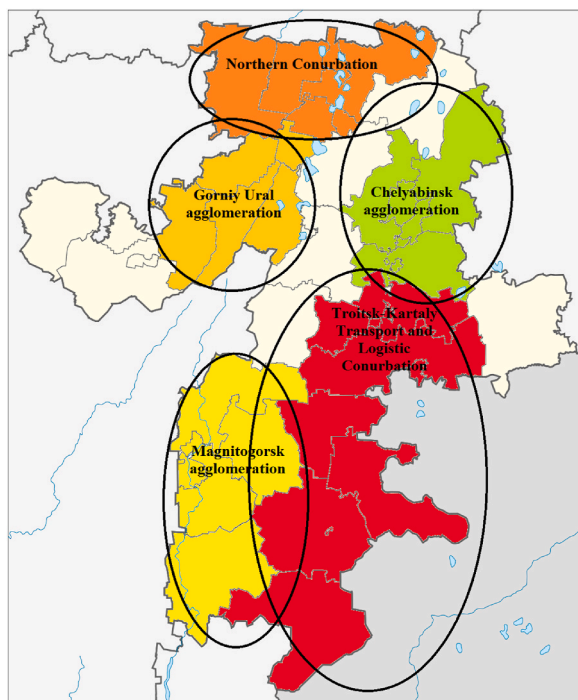 Northern Conurbation
Gorniy Ural
agglomeration
Chelyabinsk
agglomeration
Troitsk-Kartaly
Transport and
Logistic
Conurbation
Magnitogorsk
agglomeration